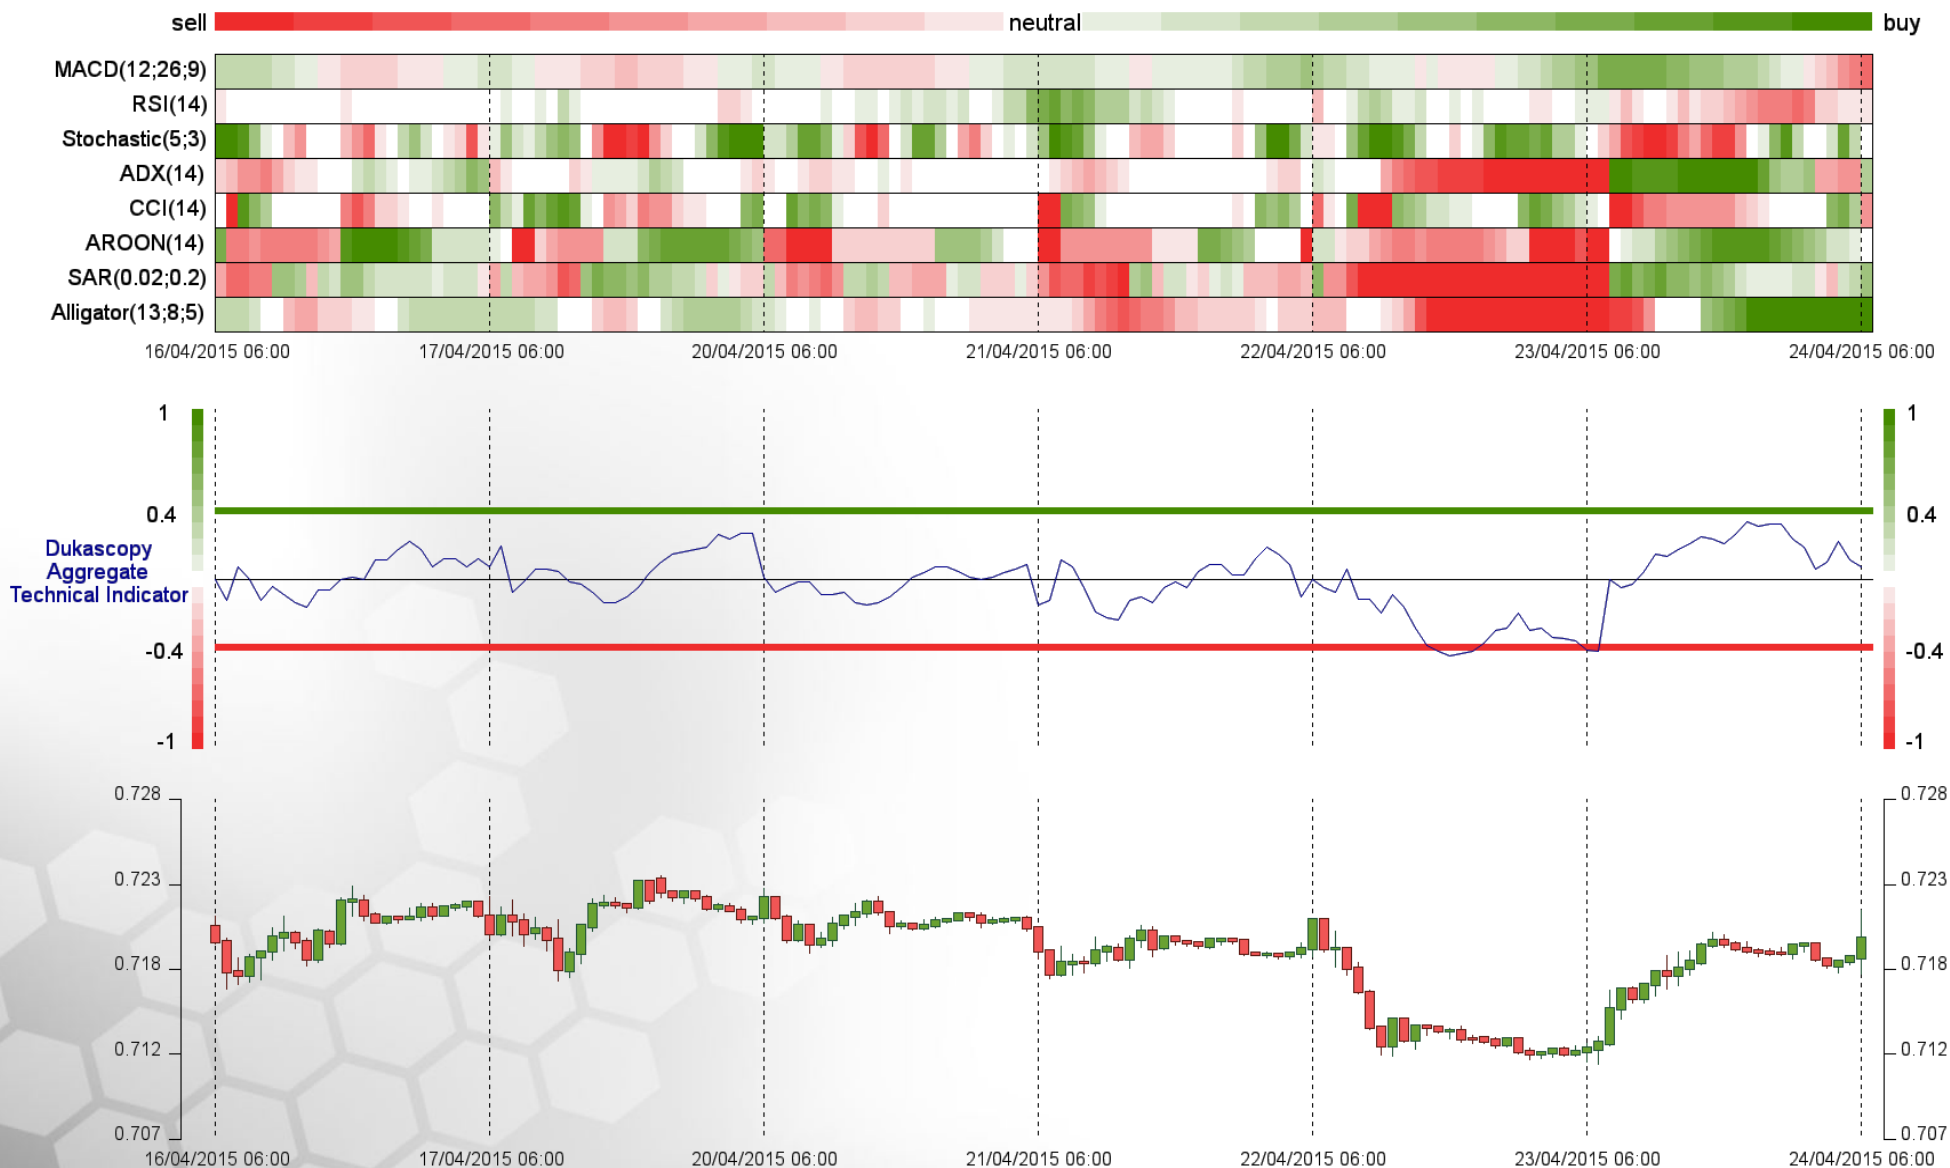 sell neutral buy
MACD(12;26;9)
RSI(14)
Stochastic(5;3)
ADX(14)
CCI(14)
AROON(14)
SAR(0.02;0.2)
Alligator(13;8;5)
16/04/2015 06:00 17/04/2015 06:00 20/04/2015 06:00 21/04/2015 06:00 22/04/2015 06:00 23/04/2015 06:00 24/04/2015 06:00
1 1
0.4 0.4
Dukascopy
Aggregate
Technical Indicator
-0.4 -0.4
-1 -1
0.728 0.728
0.723 0.723
0.718 0.718
0.712 0.712
0.707 0.707
16/04/2015 06:00 17/04/2015 06:00 20/04/2015 06:00 21/04/2015 06:00 22/04/2015 06:00 23/04/2015 06:00 24/04/2015 06:00